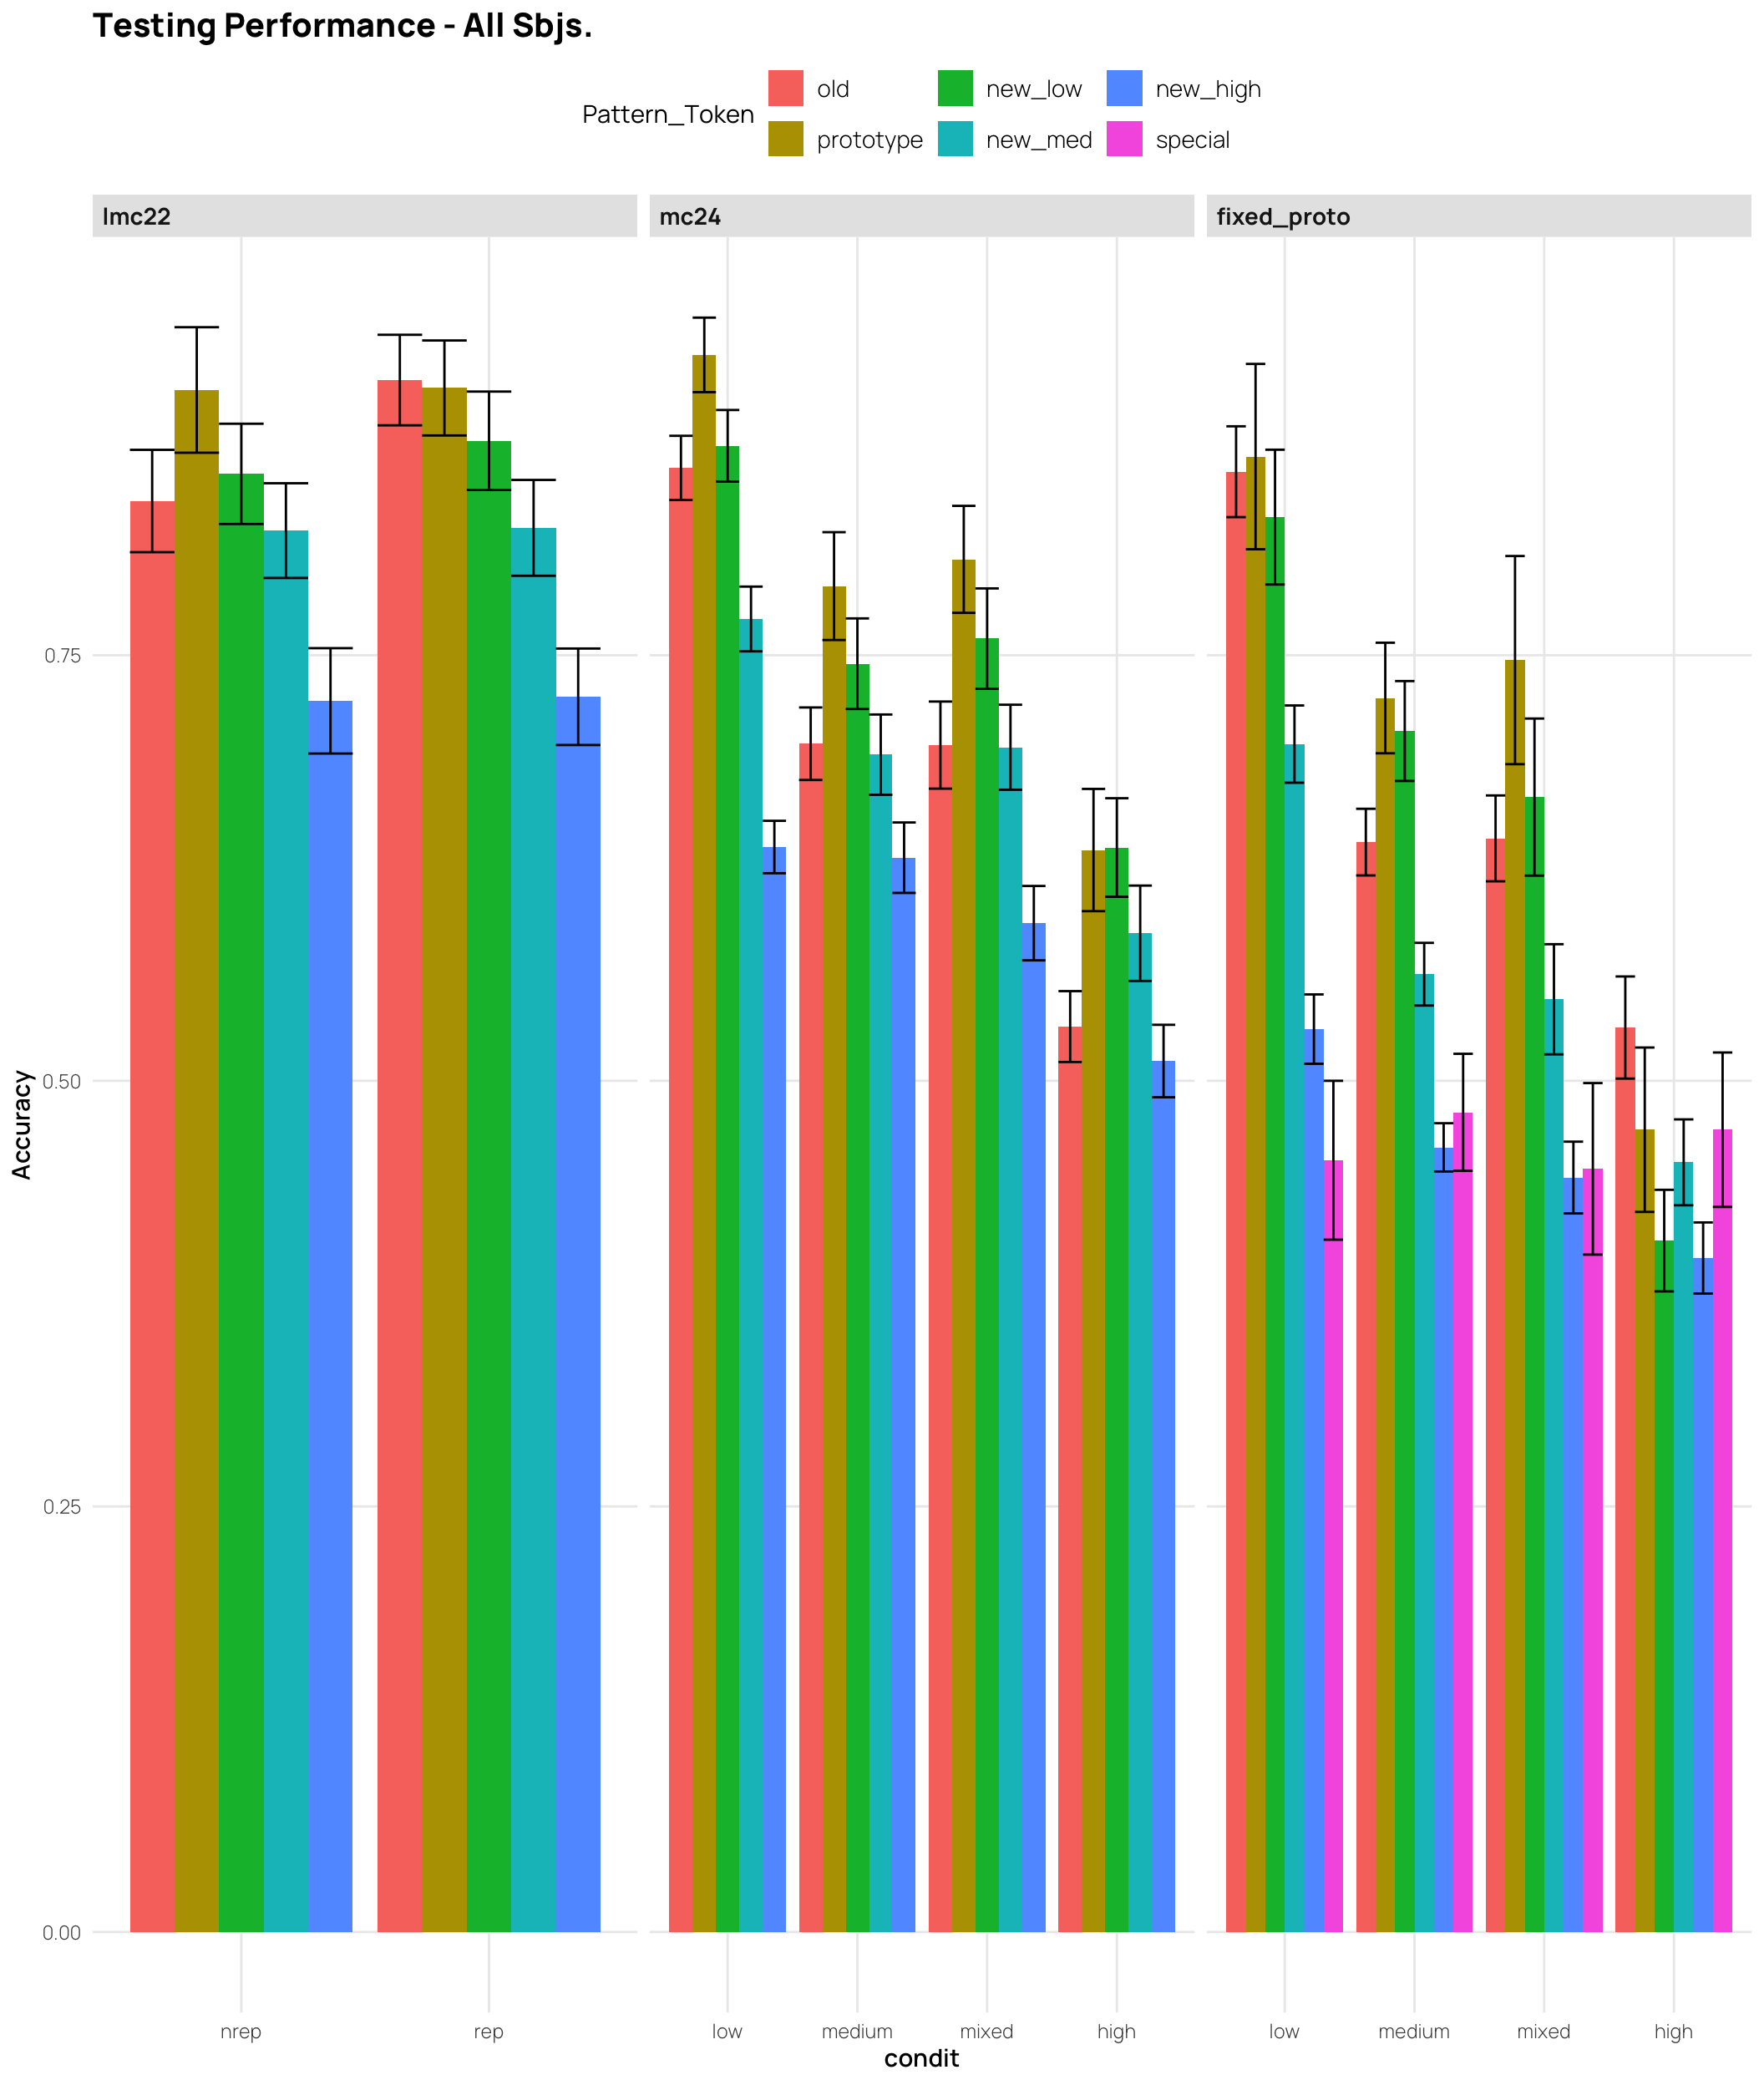 Testing Performance - All Sbjs.
Pattern_Token
old
new_low
new_high
prototype
new_med
special
lmc22
mc24
fixed_proto
Accuracy
0.75
0.50
0.25
0.00
nrep
rep
low
medium
mixed
high
low
medium
mixed
high
condit